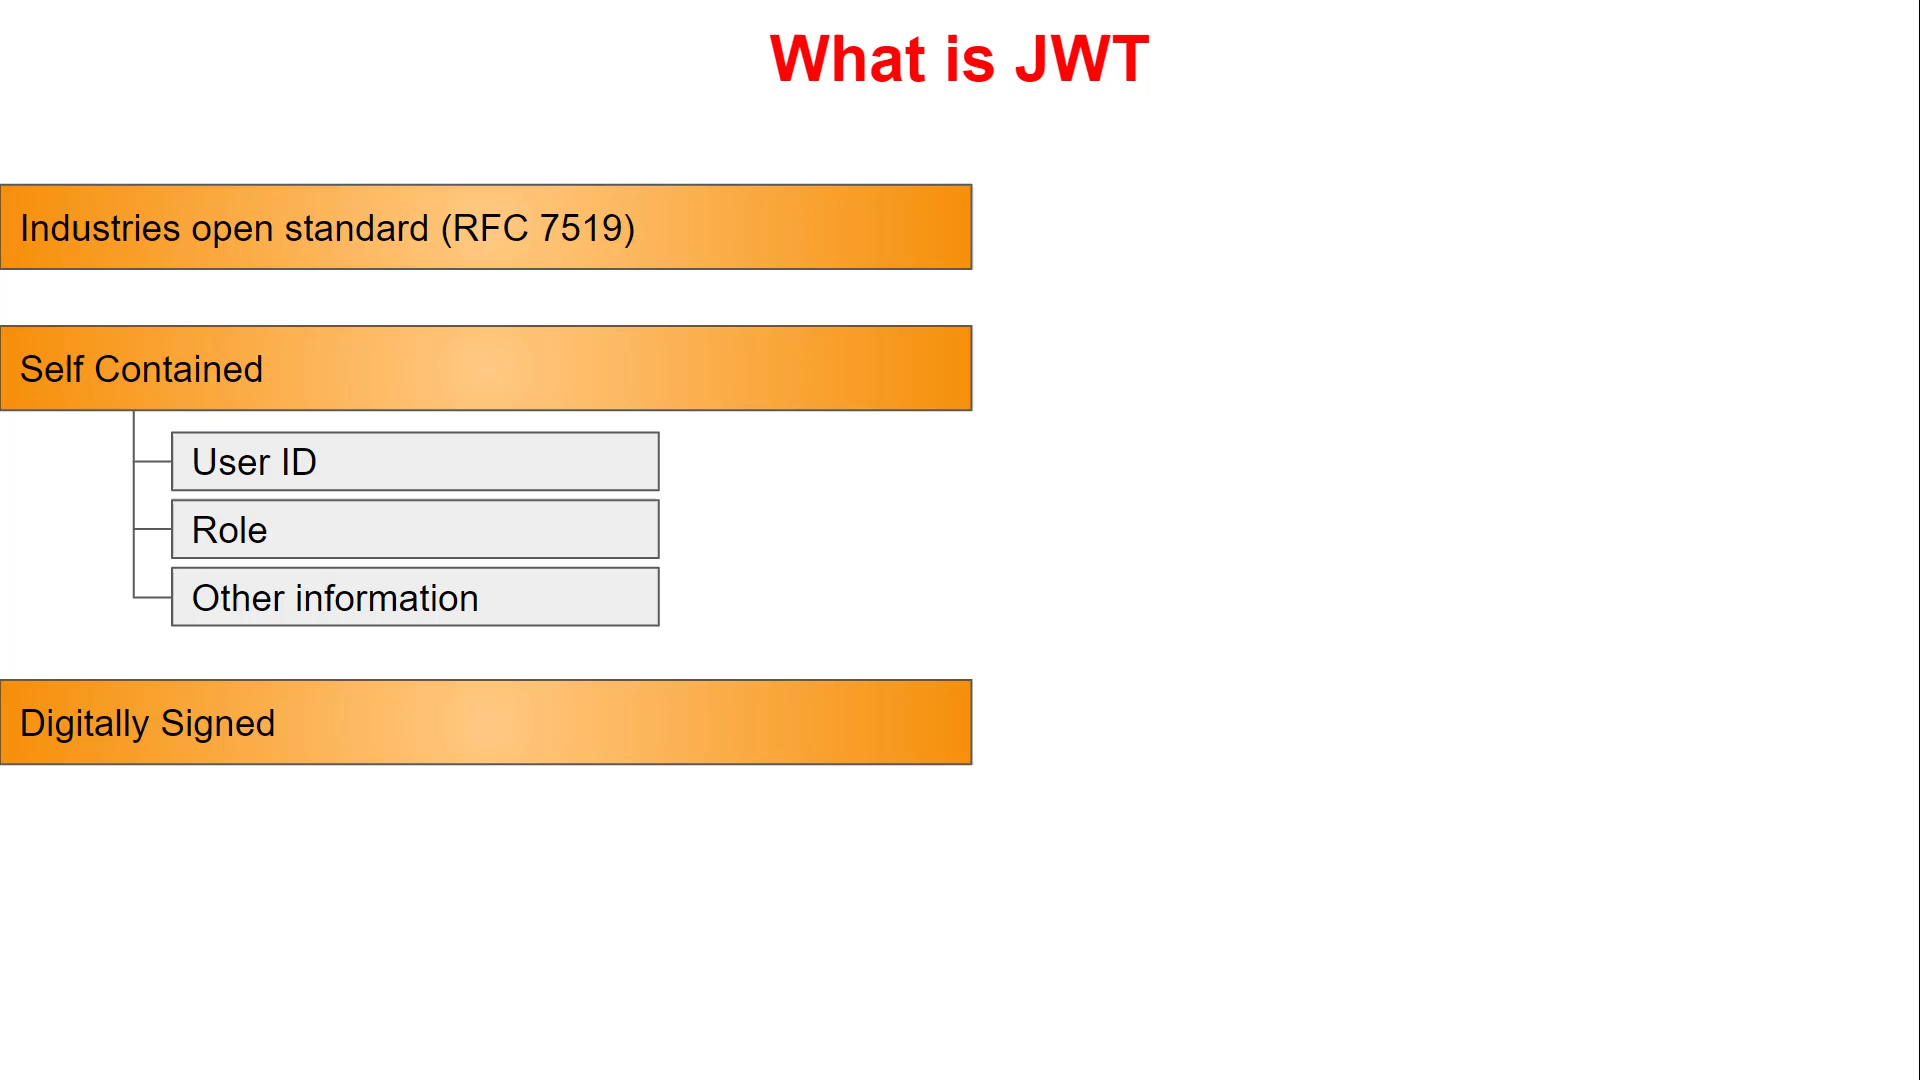 What is JWT
Industries open standard (RFC 7519)
Self Contained
User ID
Role
Other information
Digitally Signed